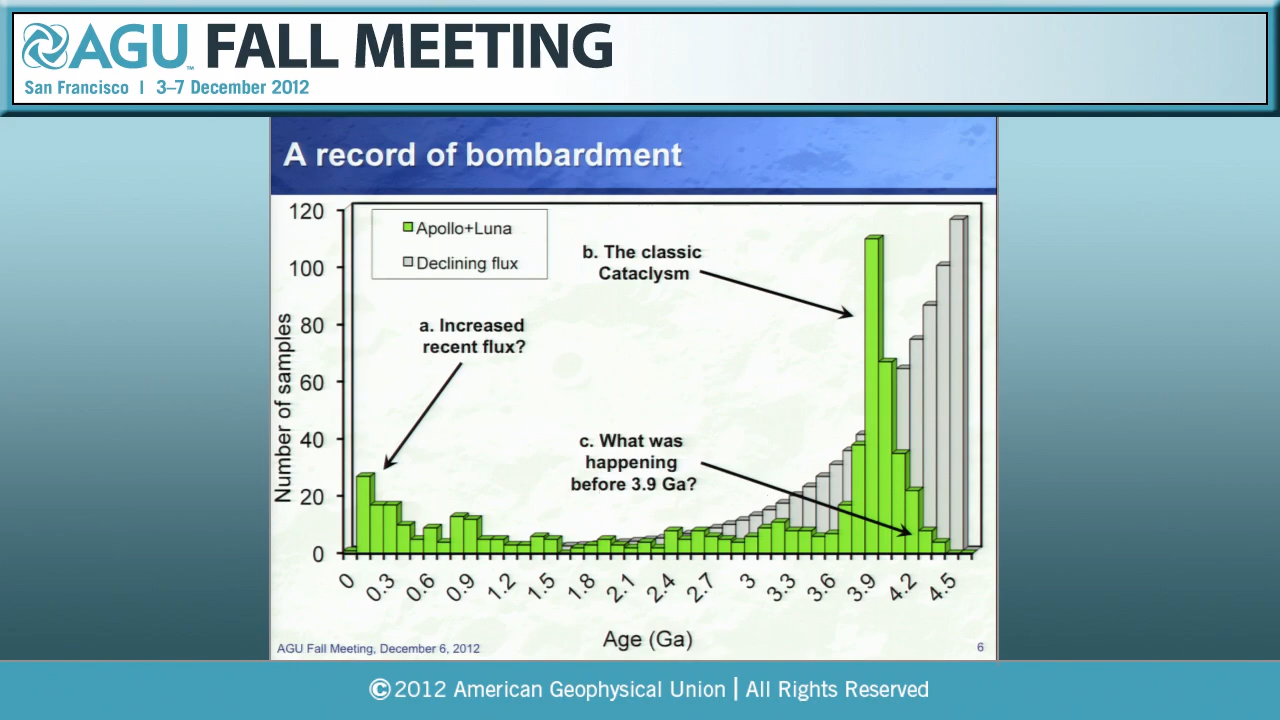 AGU™ FALL MEETING
San Francisco | 3–7 December 2012
A record of bombardment
Number of samples
120
100
80
60
40
20
0
Apollo+Luna
Declining flux
a. Increased
recent flux?
b. The classic
Cataclysm
c. What was
happening
before 3.9 Ga?
0 0.3 0.6 0.9 1.2 1.5 1.8 2.1 2.4 2.7 3 3.3 3.6 3.9 4.2 4.5
Age (Ga)
AGU Fall Meeting, December 6, 2012
6
©2012 American Geophysical Union | All Rights Reserved